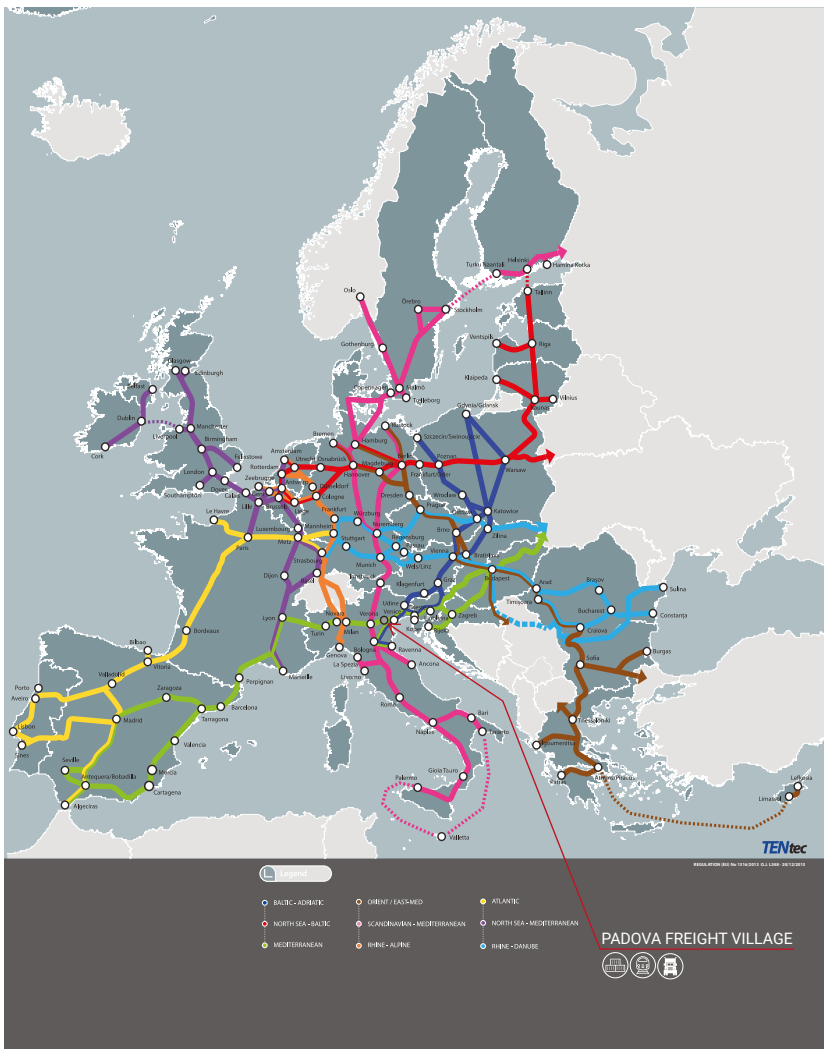 Helsinki
Turku Naantali
Hamina Kotka
Oslo
Tallinn
Örebro
Stockholm
Gothenburg
Ventspils
Riga
Glasgow
Edinburgh
Belfast
Klaipeda
Copenhagen
Malmö
Trelleborg
Vilnius
Kaunas
Gdynia/Gdansk
Dublin
Liverpool
Manchester
Rostock
Szczecin/Swinoujscie
Cork
Birmingham
Bremen
Hamburg
Amsterdam
Felixstowe
Utrecht
Osnabrück
Magdeburg
Berlin
Poznan
Warsaw
London
Rotterdam
Hannover
Frankfurt/Oder
Zeebrugge
Southampton
Dover
Calais
Antwerp
Düsseldorf
Cologne
Dresden
Wroclaw
Gent
Lille
Brussels
Liège
Prague
Katowice
Le Havre
Luxembourg
Mannheim
Frankfurt
Würzburg
Nuremberg
Brno
Zilina
Paris
Metz
Stuttgart
Regensburg
Passau
Wels/Linz
Vienna
Bratislava
Strasbourg
Munich
Dijon
Basel
Innsbruck
Klagenfurt
Graz
Budapest
Arad
Brașov
Sulina
Timișoara
Bucharest
Constanța
Craiova
Udine
Venice
Koper
Zagreb
Lyon
Novara
Turin
Milan
Verona
Genova
Bologna
Ravenna
La Spezia
Livorno
Ancona
Bordeaux
Bilbao
Vitoria
Marseille
Perpignan
Sofia
Burgas
Valladolid
Porto
Aveiro
Zaragoza
Barcelona
Tarragona
Madrid
Rome
Bari
Naples
Taranto
Thessaloniki
Igoumenitsa
Lisbon
Sines
Valencia
Seville
Antequera/Bobadilla
Murcia
Cartagena
Algeciras
Palermo
Gioia Tauro
Valletta
Patras
Athens/Piraeus
Lefkosia
Limassol
TENtec
REGULATION (EU) No 1316/2013 O.J. L348 - 20/12/2013
Legend
BALTIC - ADRIATIC
ORIENT / EAST-MED
ATLANTIC
NORTH SEA - BALTIC
SCANDINAVIAN - MEDITERRANEAN
NORTH SEA - MEDITERRANEAN
MEDITERRANEAN
RHINE - ALPINE
RHINE - DANUBE
PADOVA FREIGHT VILLAGE